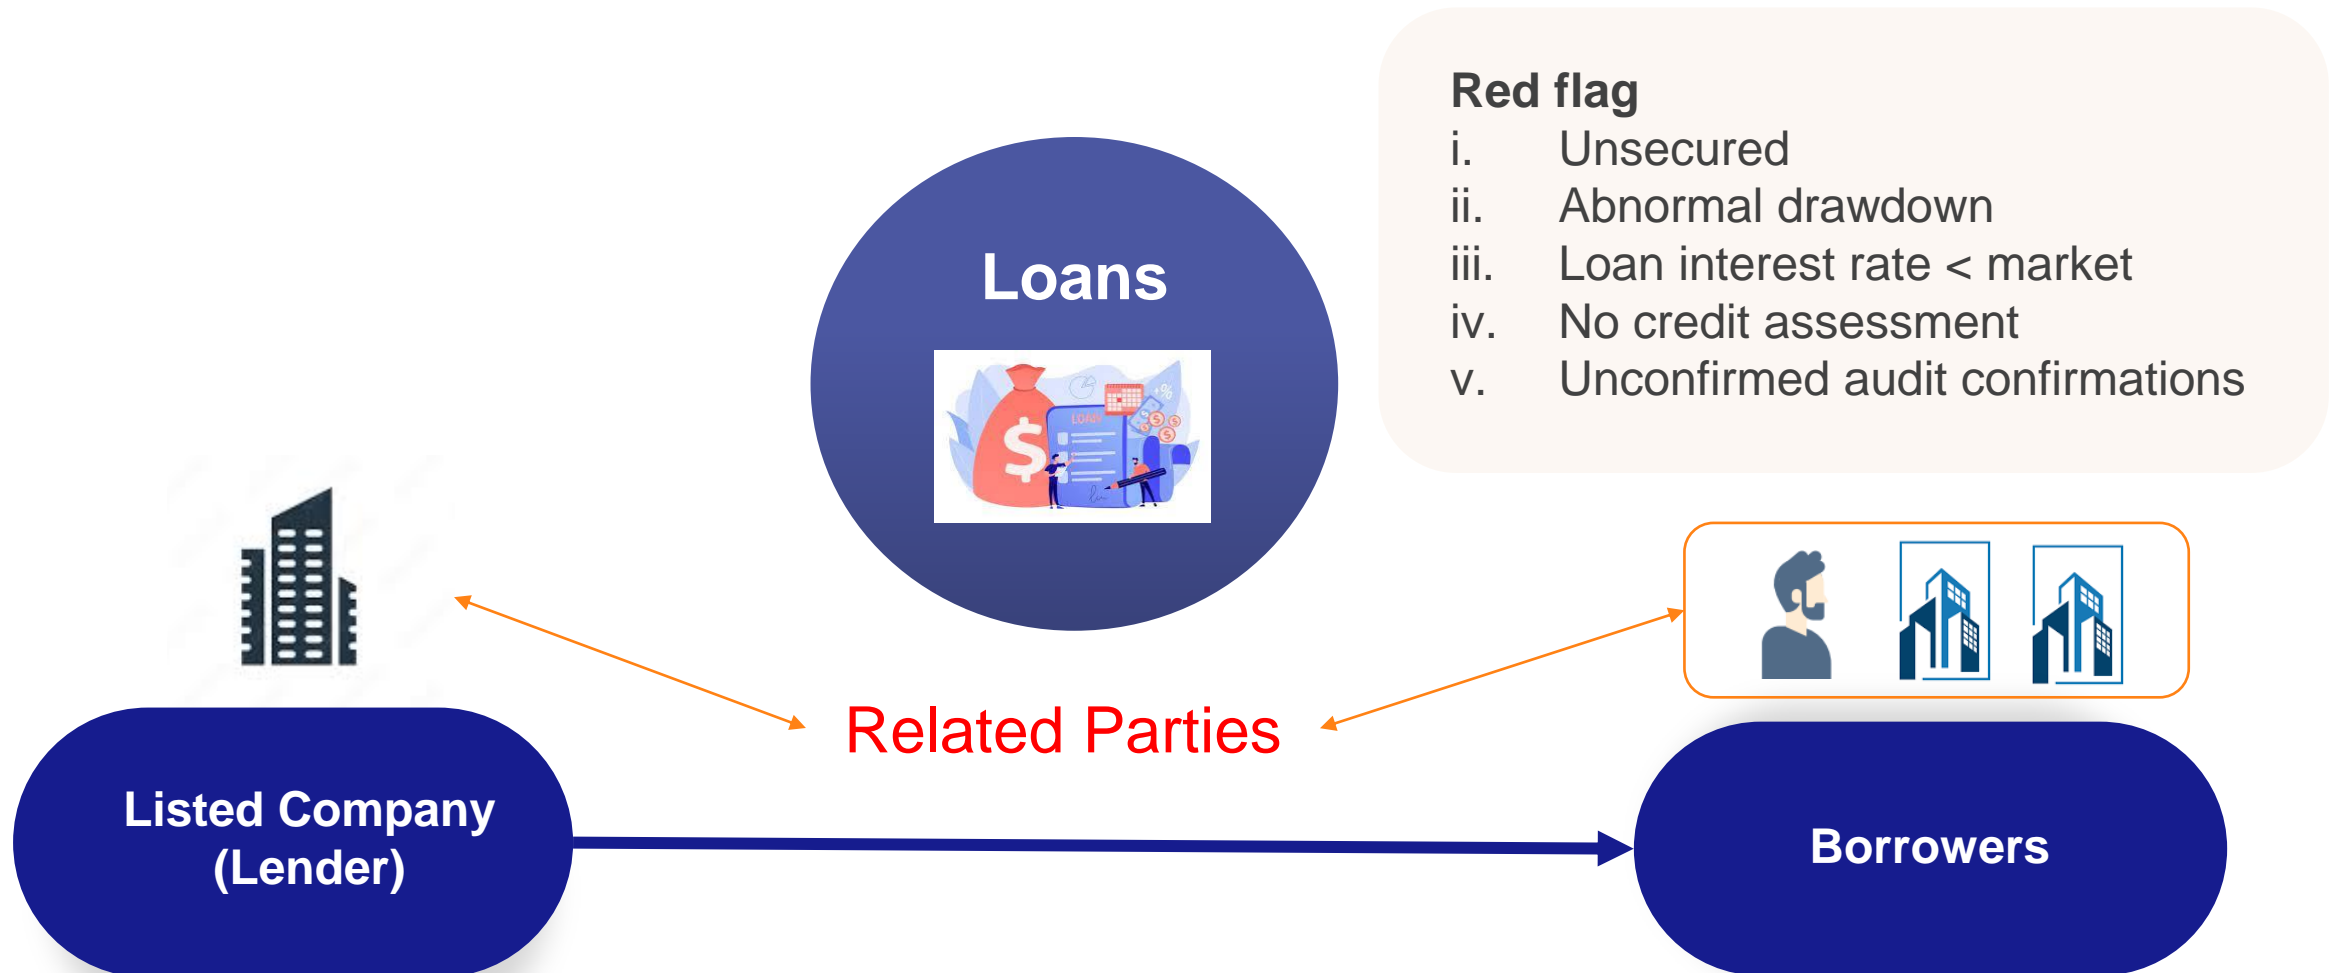 Red flag
i. Unsecured
ii. Abnormal drawdown
iii. Loan interest rate < market
iv. No credit assessment
v. Unconfirmed audit confirmations
Loans
LOAN
Related Parties
Listed Company
(Lender)
Borrowers